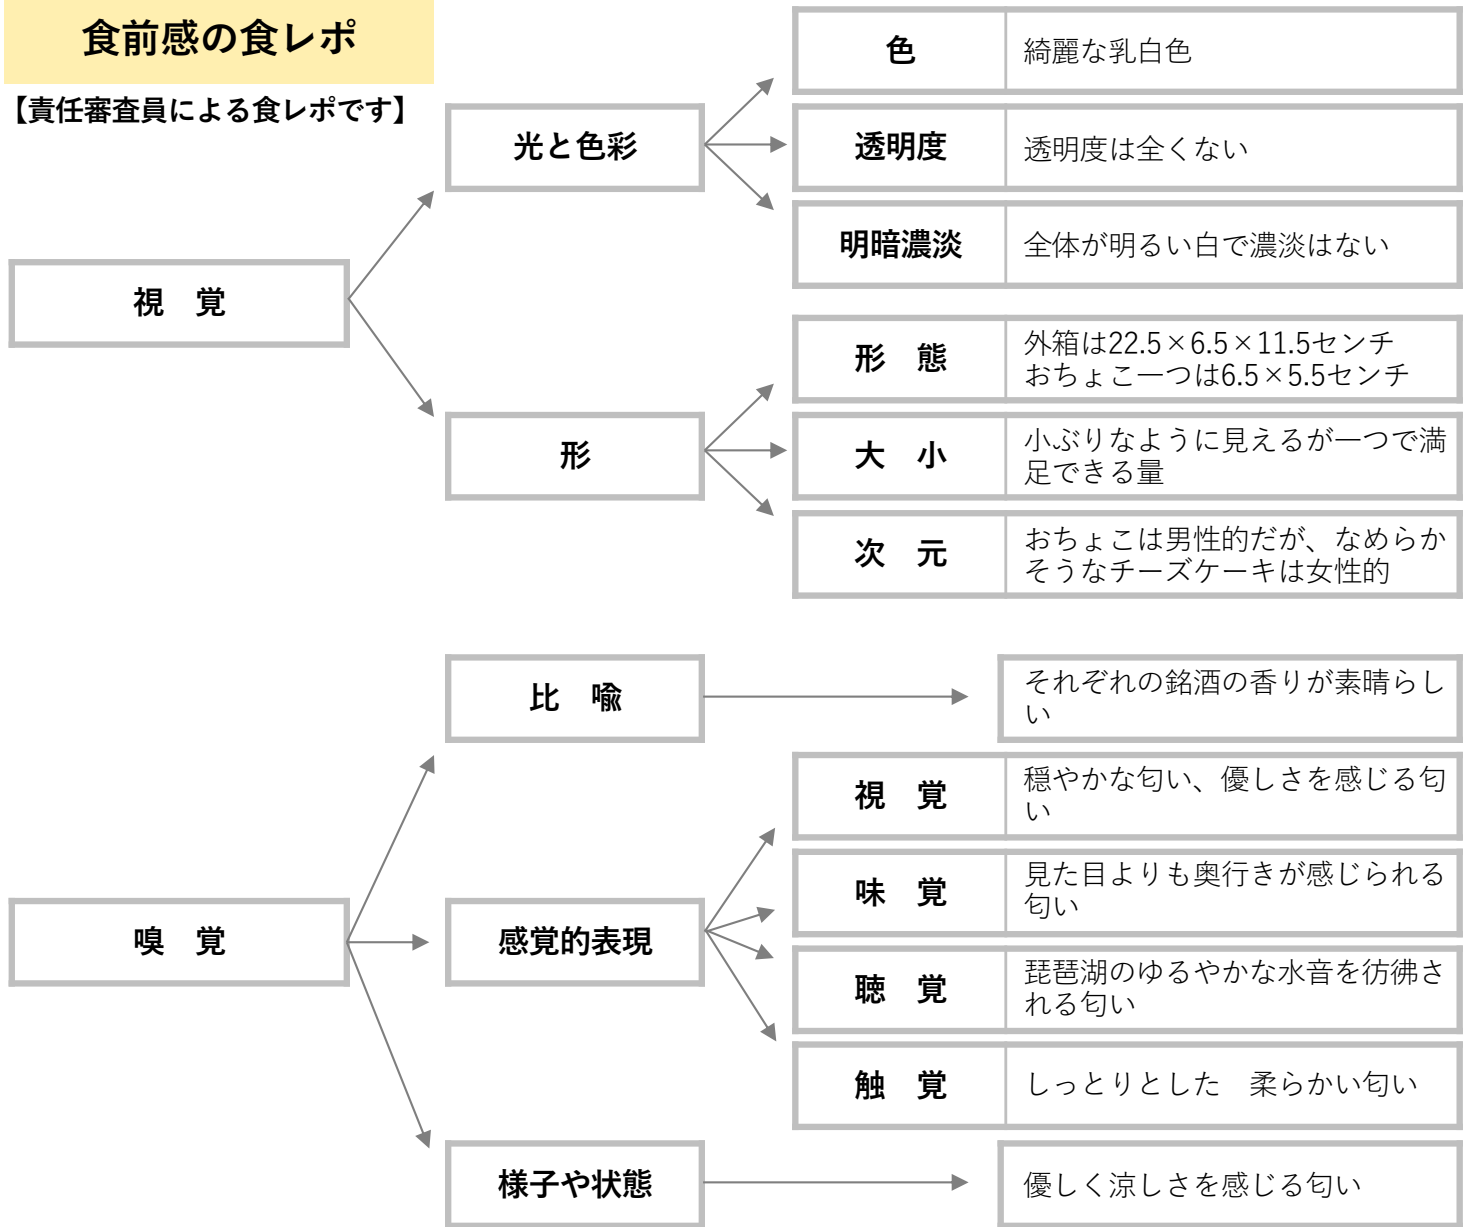 食前感の食レポ
【責任審査員による食レポです】
視　覚
光と色彩
色
綺麗な乳白色
透明度
透明度は全くない
明暗濃淡
全体が明るい白で濃淡はない
形
形　態
外箱は22.5×6.5×11.5センチ
おちょこ一つは6.5×5.5センチ
大　小
小ぶりなように見えるが一つで満
足できる量
次　元
おちょこは男性的だが、なめらか
そうなチーズケーキは女性的
嗅　覚
比　喩
それぞれの銘酒の香りが素晴らし
い
感覚的表現
視　覚
穏やかな匂い、優しさを感じる匂
い
味　覚
見た目よりも奥行きが感じられる
匂い
聴　覚
琵琶湖のゆるやかな水音を彷彿さ
れる匂い
触　覚
しっとりとした　柔らかい匂い
様子や状態
優しく涼しさを感じる匂い